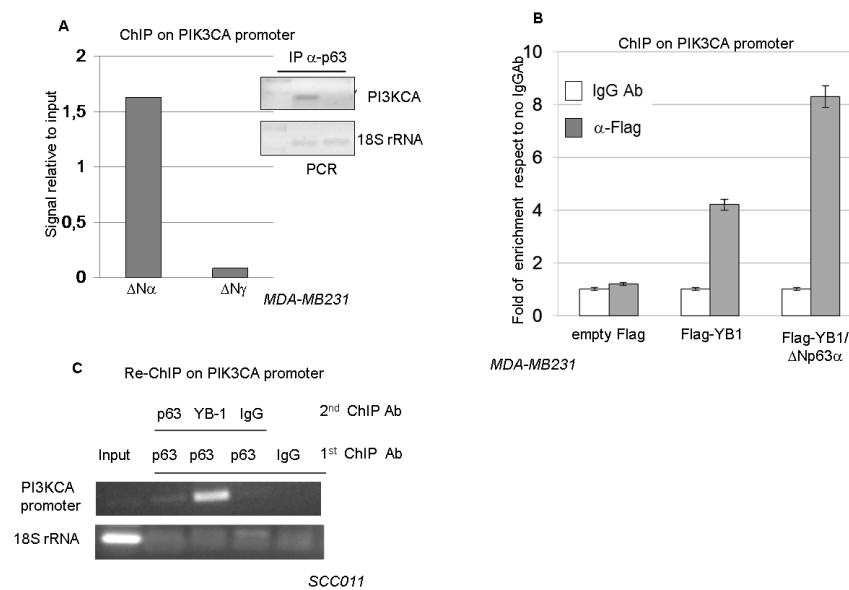 A
ChIP on PIK3CA promoter
Signal relative to input
2
1,5
1
0,5
0
ΔNα
ΔNγ
IP α-p63
PI3KCA
18S rRNA
PCR
MDA-MB231
B
ChIP on PIK3CA promoter
Fold of enrichment respect to no IgGAb
10
8
6
4
2
0
IgG Ab
α-Flag
empty Flag
Flag-YB1
Flag-YB1/
ΔNp63α
MDA-MB231
C
Re-ChIP on PIK3CA promoter
p63 YB-1 IgG 2nd ChIP Ab
Input p63 p63 p63 IgG 1st ChIP Ab
PI3KCA
promoter
18S rRNA
SCC011